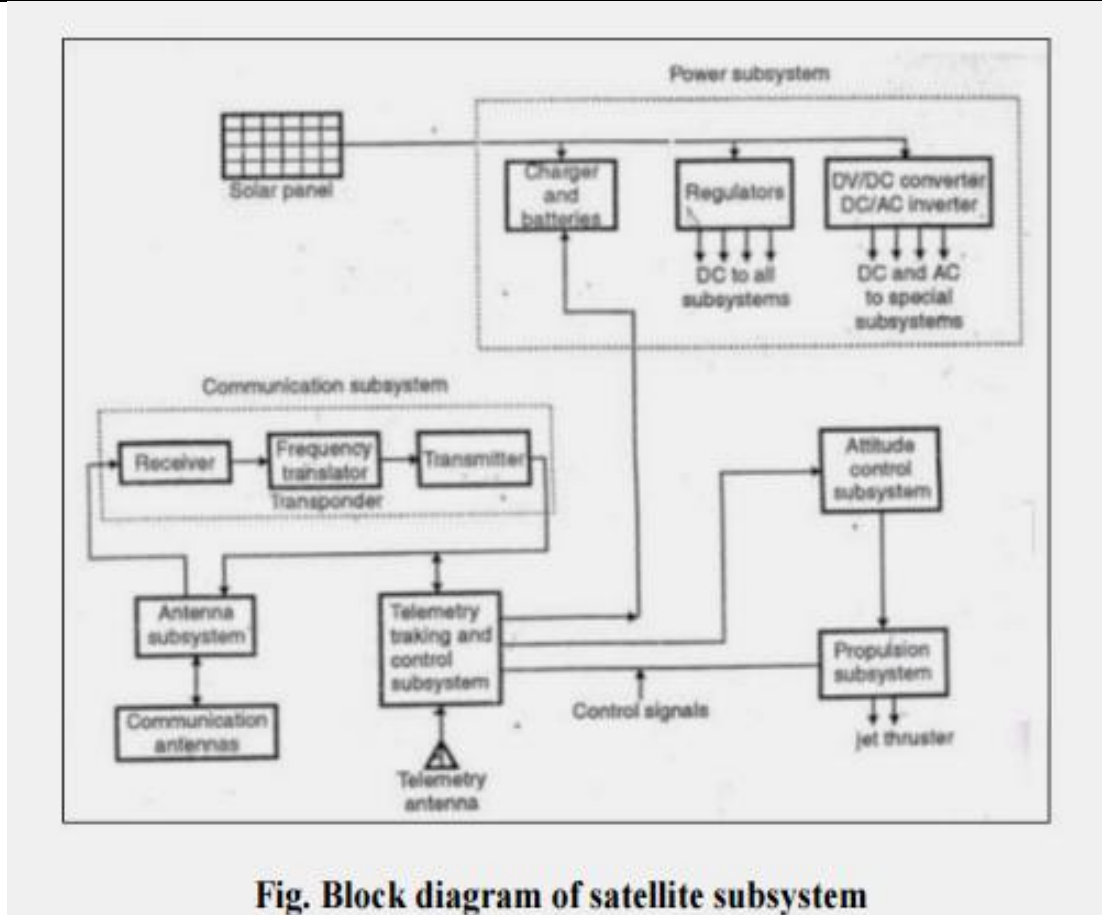 Power subsystem
Solar panel
Charger
and
batteries
Regulators
DV/DC converter
DC/AC inverter
DC to all
subsystems
DC and AC
to special
subsystems
Communication subsystem
Receiver
Frequency
translator
Transmitter
Transponder
Attitude
control
subsystem
Antenna
subsystem
Telemetry
traking and
control
subsystem
Propulsion
subsystem
Communication
antennas
Control signals
jet thruster
Telemetry
antenna
Fig. Block diagram of satellite subsystem